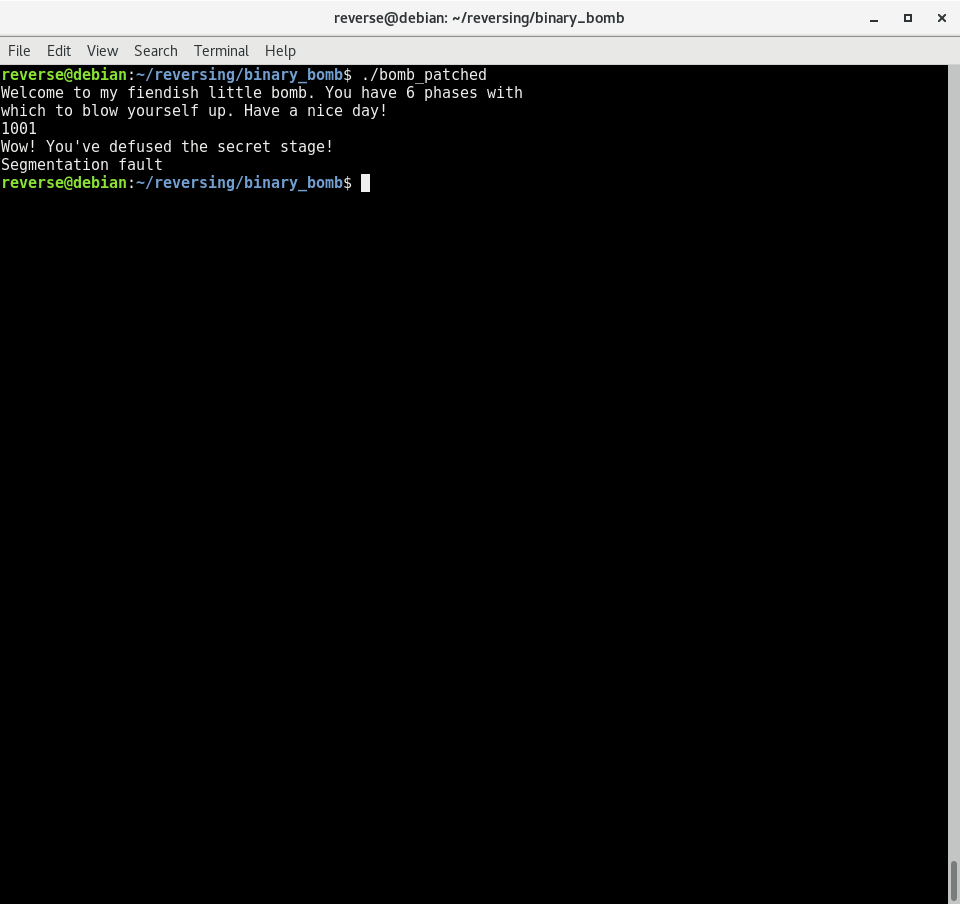 reverse@debian: ~/reversing/binary_bomb
File Edit View Search Terminal Help
reverse@debian:~/reversing/binary_bomb$ ./bomb_patched
Welcome to my fiendish little bomb. You have 6 phases with
which to blow yourself up. Have a nice day!
1001
Wow! You've defused the secret stage!
Segmentation fault
reverse@debian:~/reversing/binary_bomb$